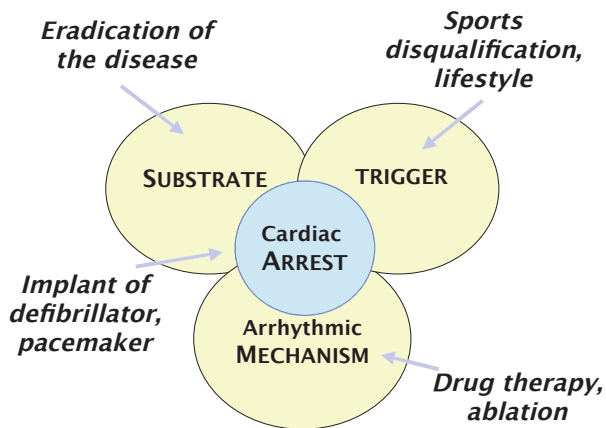 Eradication of
the disease
Sports
disqualification,
lifestyle
SUBSTRATE
TRIGGER
Cardiac
ARREST
Implant of
defibrillator,
pacemaker
Arrhythmic
MECHANISM
Drug therapy,
ablation